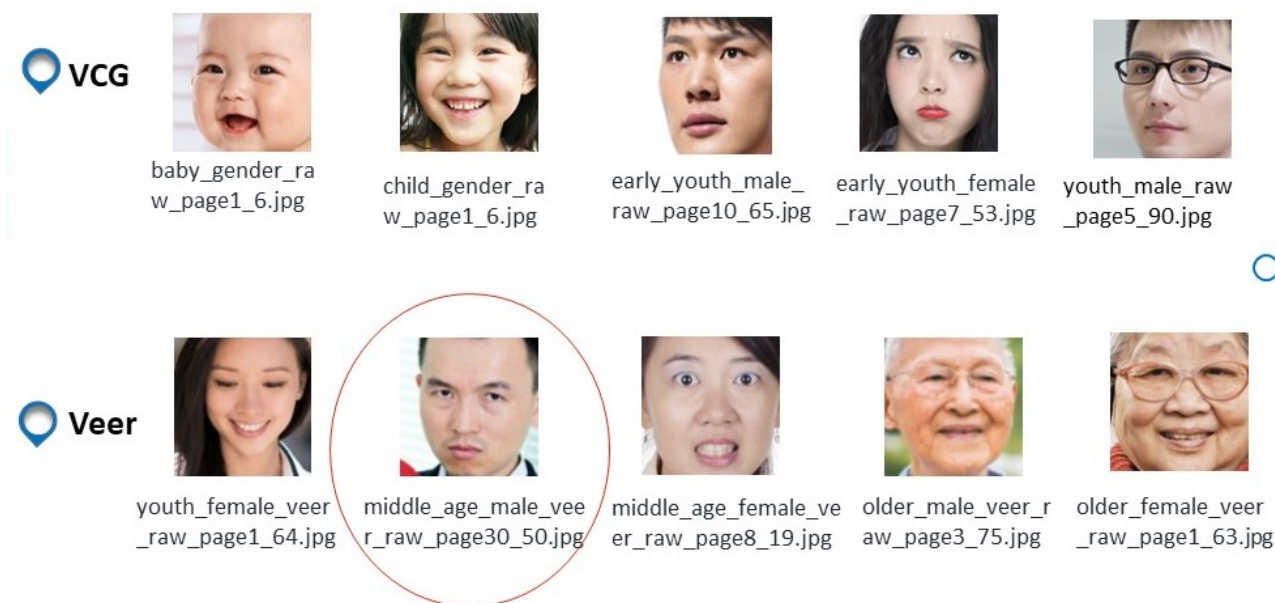 VCG
baby_gender_ra
w_page1_6.jpg
child_gender_ra
w_page1_6.jpg
early_youth_male_
raw_page10_65.jpg
early_youth_female
_raw_page7_53.jpg
youth_male_raw
_page5_90.jpg
Veer
youth_female_veer
_raw_page1_64.jpg
middle_age_male_vee
r_raw_page30_50.jpg
middle_age_female_ve
er_raw_page8_19.jpg
older_male_veer_r
aw_page3_75.jpg
older_female_veer
_raw_page1_63.jpg